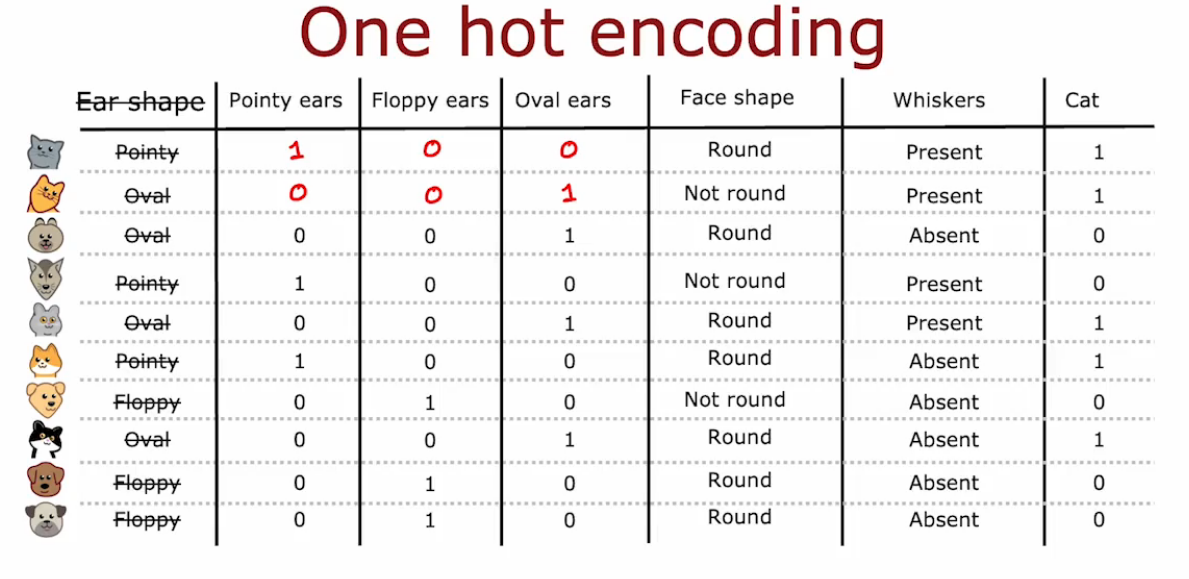 One hot encoding
Ear shape Pointy ears Floppy ears Oval ears Face shape Whiskers Cat
Pointy 1 0 0 Round Present 1
Oval 0 0 1 Not round Present 1
Oval 0 0 1 Round Absent 0
Pointy 1 0 0 Not round Present 0
Oval 0 0 1 Round Present 1
Pointy 1 0 0 Round Absent 1
Floppy 0 1 0 Not round Absent 0
Oval 0 0 1 Round Absent 1
Floppy 0 1 0 Round Absent 0
Floppy 0 1 0 Round Absent 0